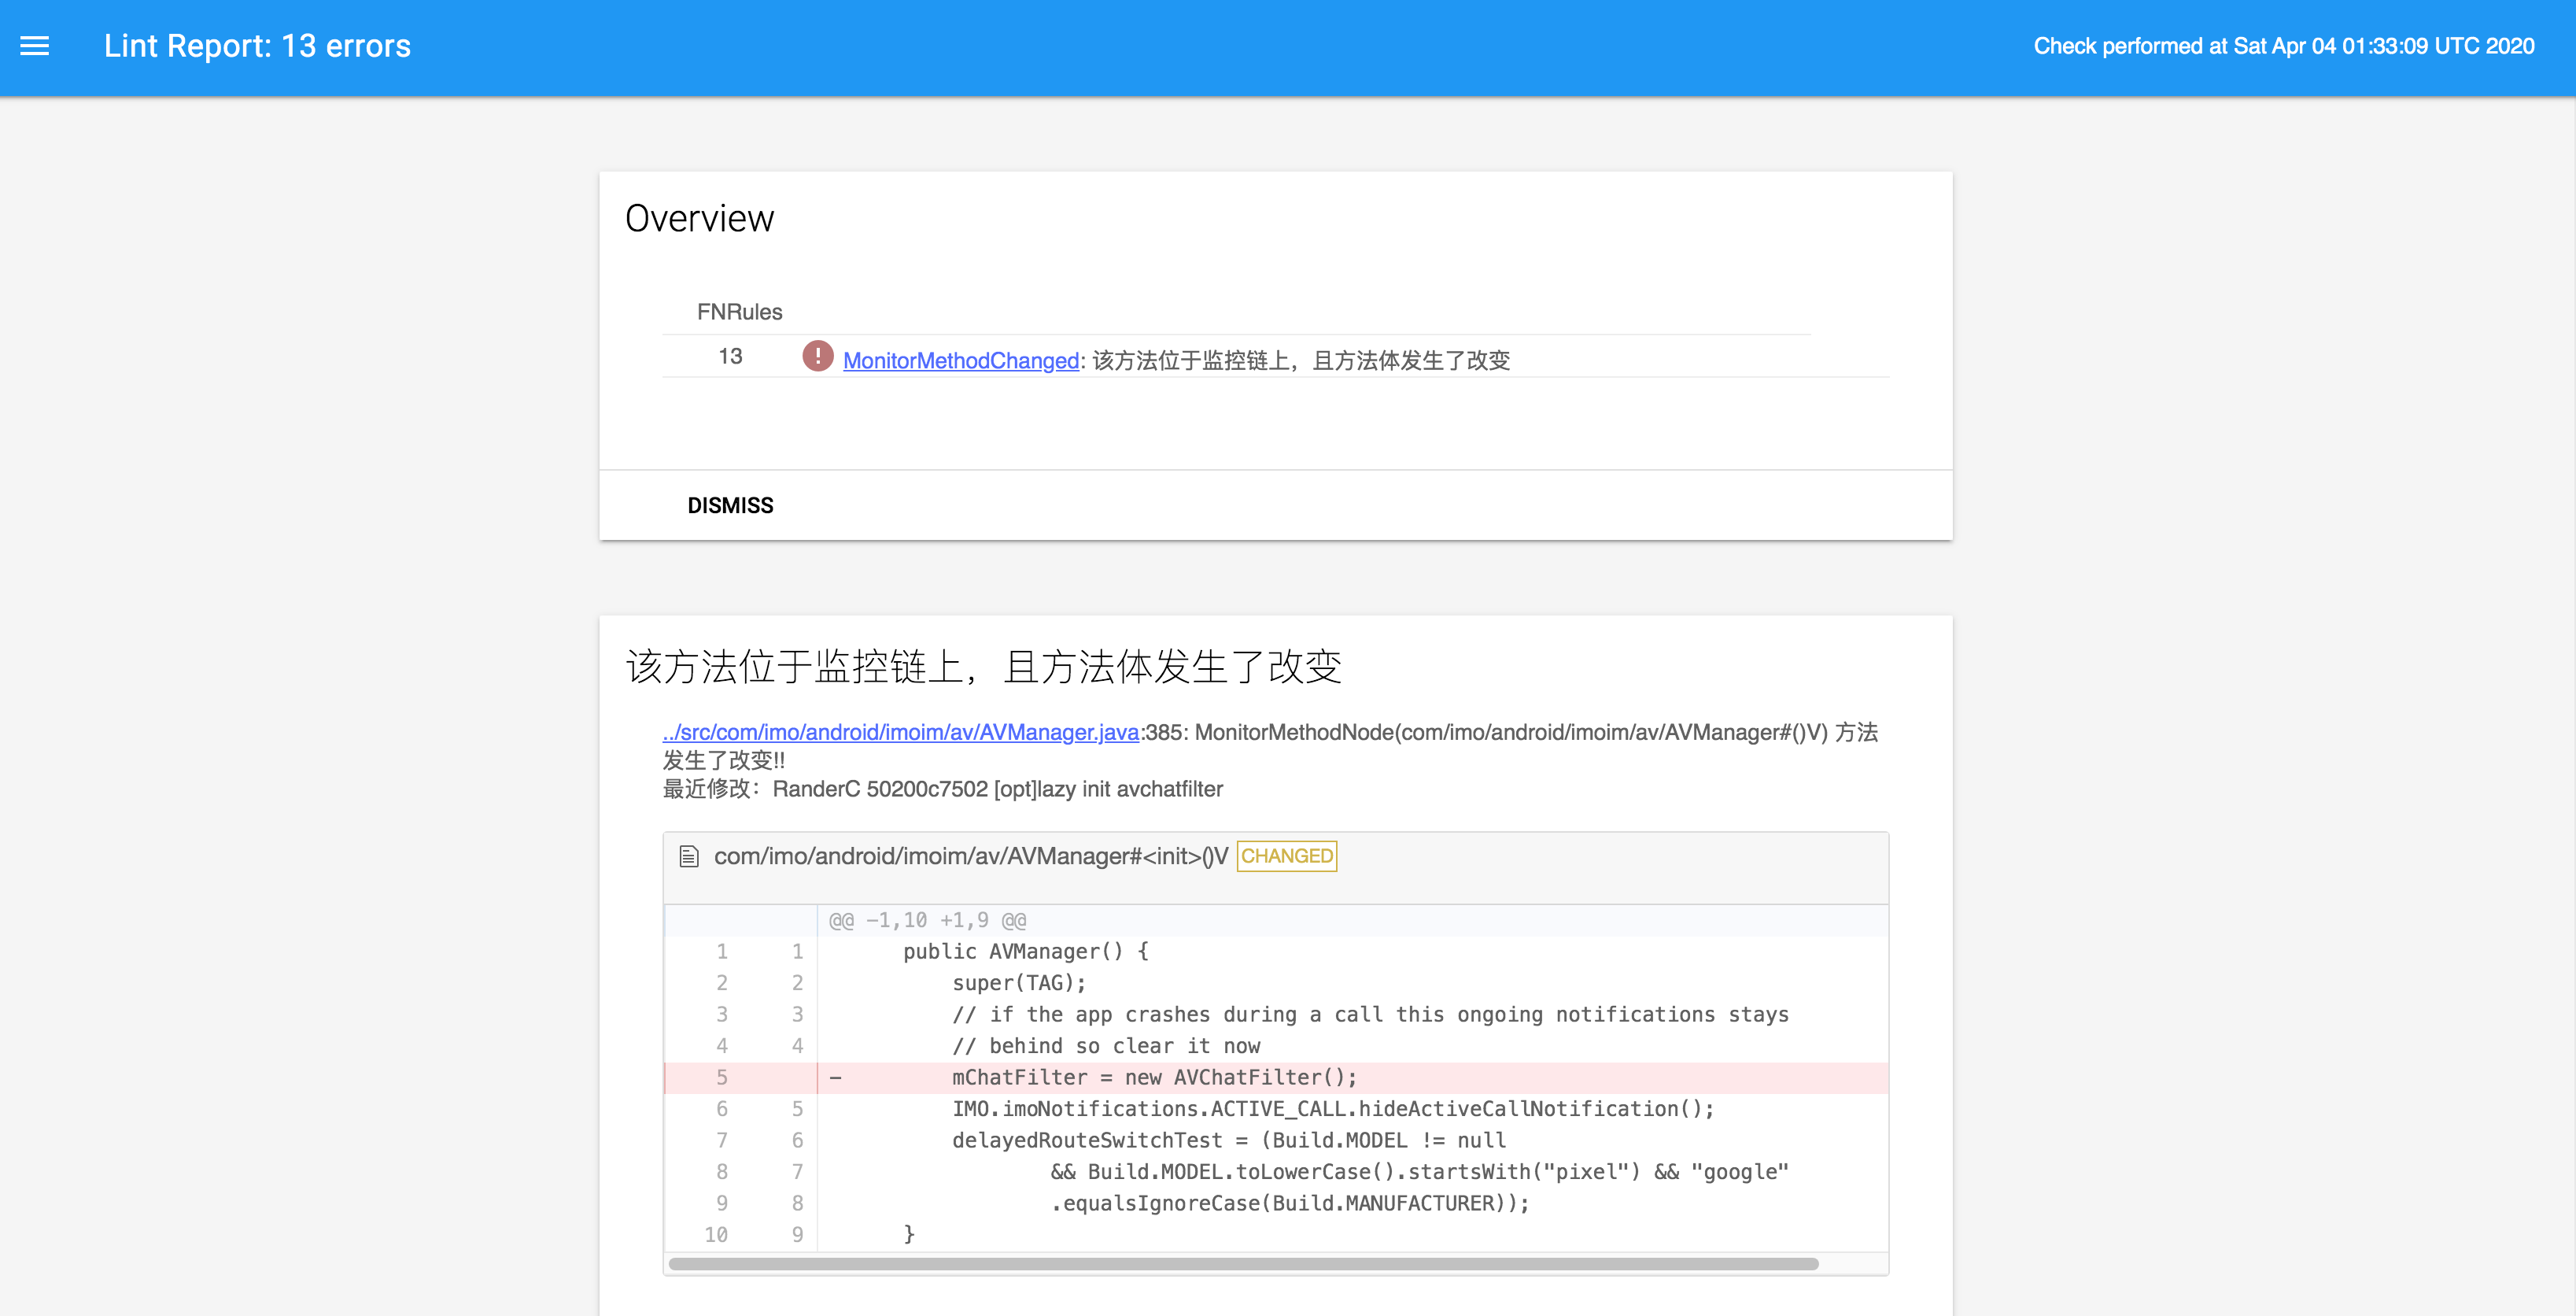 Lint Report: 13 errors
Check performed at Sat Apr 04 01:33:09 UTC 2020
Overview
FNRules
13 ! MonitorMethodChanged: 该方法位于监控链上，且方法体发生了改变
DISMISS
该方法位于监控链上，且方法体发生了改变
../src/com/imo/android/imoim/av/AVManager.java:385: MonitorMethodNode(com/imo/android/imoim/av/AVManager#()V) 方法
发生了改变!!
最近修改：RanderC 50200c7502 [opt]lazy init avchatfilter
com/imo/android/imoim/av/AVManager#<init>()V CHANGED
@@ -1,10 +1,9 @@
1 1 public AVManager() {
2 2 super(TAG);
3 3 // if the app crashes during a call this ongoing notifications stays
4 4 // behind so clear it now
5 - mChatFilter = new AVChatFilter();
6 5 IMO.imoNotifications.ACTIVE_CALL.hideActiveCallNotification();
7 6 delayedRouteSwitchTest = (Build.MODEL != null
8 7 && Build.MODEL.toLowerCase().startsWith("pixel") && "google"
9 8 .equalsIgnoreCase(Build.MANUFACTURER));
10 9 }